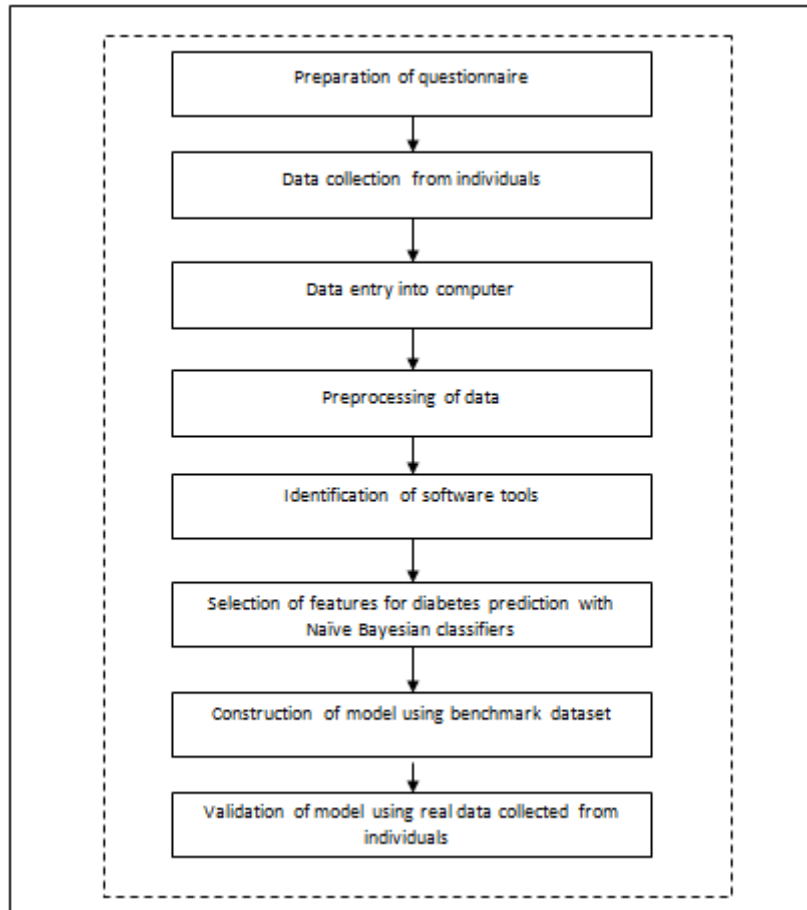 Preparation of questionnaire
Data collection from individuals
Data entry into computer
Preprocessing of data
Identification of software tools
Selection of features for diabetes prediction with
Naïve Bayesian classifiers
Construction of model using benchmark dataset
Validation of model using real data collected from
individuals